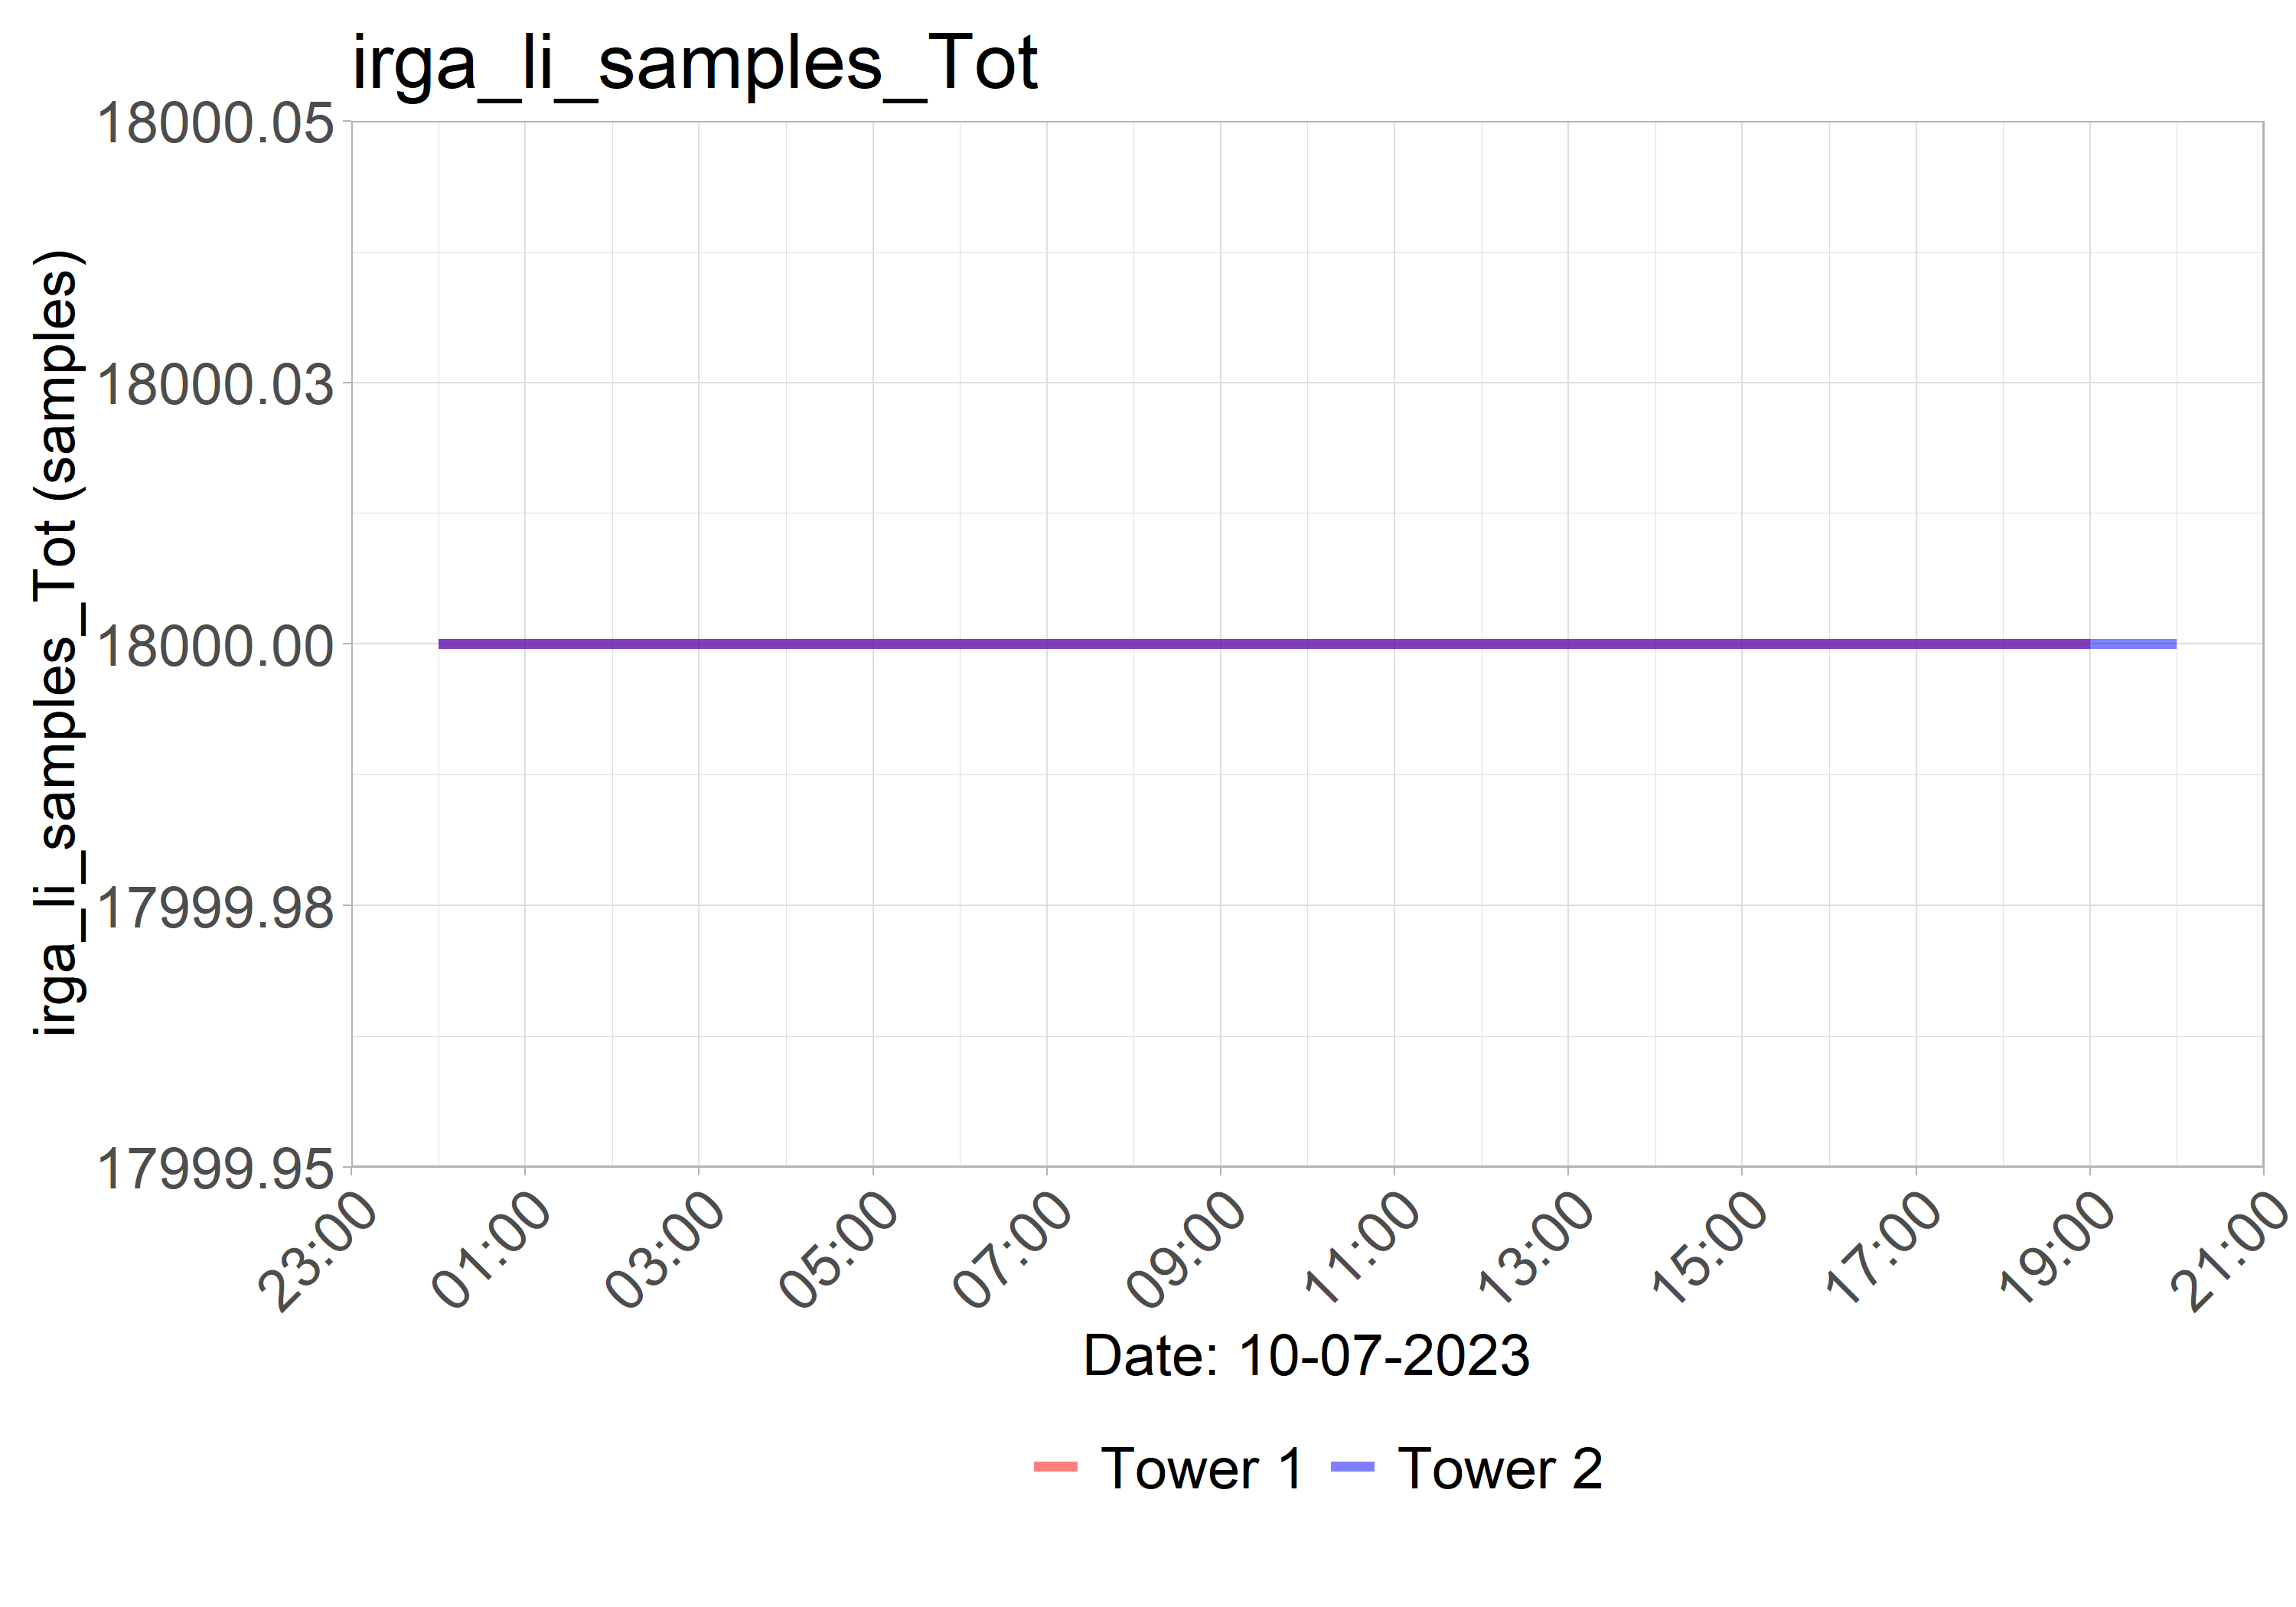 irga_li_samples_Tot
irga_li_samples_Tot (samples)
18000.05
18000.03
18000.00
17999.98
17999.95
23:00 01:00 03:00 05:00 07:00 09:00 11:00 13:00 15:00 17:00 19:00 21:00
Date: 10-07-2023
Tower 1 Tower 2